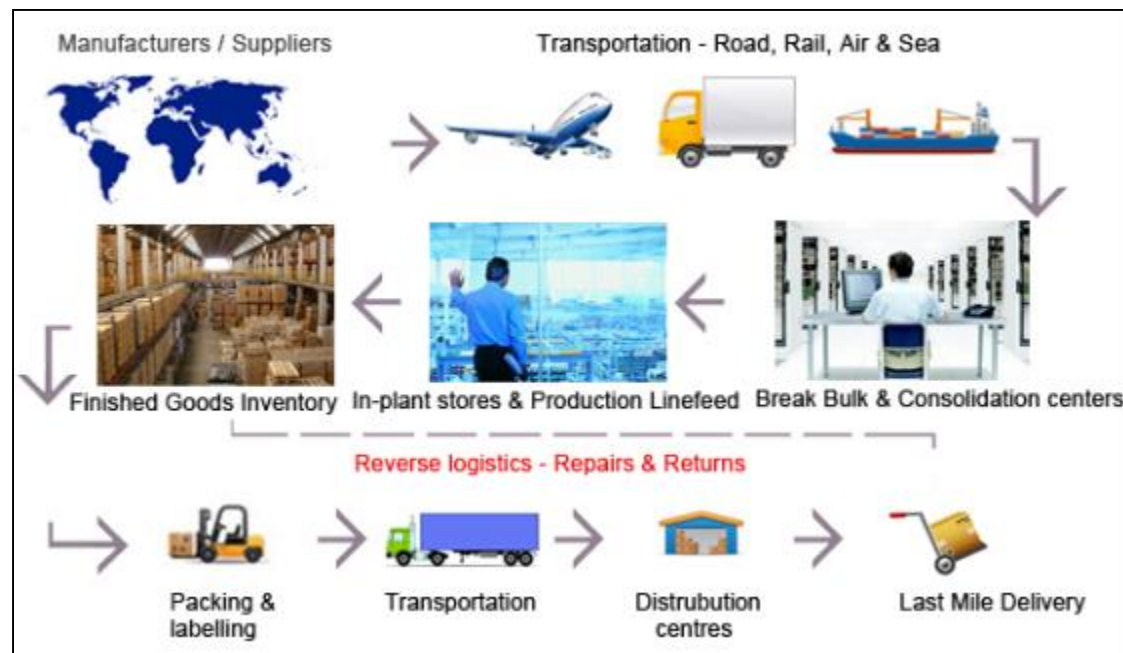 Manufacturers / Suppliers
Transportation - Road, Rail, Air & Sea
Finished Goods Inventory
In-plant stores & Production Linefeed
Break Bulk & Consolidation centers
Reverse logistics - Repairs & Returns
Packing &
labelling
Transportation
Distrubution
centres
Last Mile Delivery